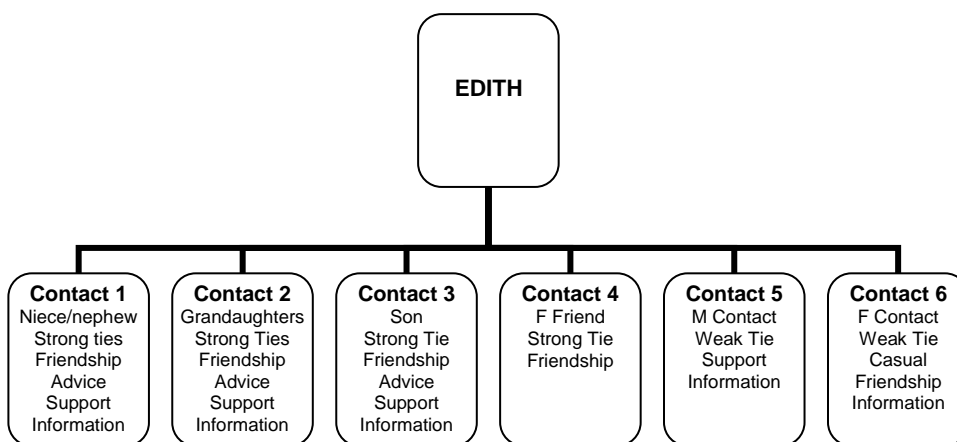 EDITH
Contact 1
Niece/nephew
Strong ties
Friendship
Advice
Support
Information
Contact 2
Grandaughters
Strong Ties
Friendship
Advice
Support
Information
Contact 3
Son
Strong Tie
Friendship
Advice
Support
Information
Contact 4
F Friend
Strong Tie
Friendship
Contact 5
M Contact
Weak Tie
Support
Information
Contact 6
F Contact
Weak Tie
Casual
Friendship
Information